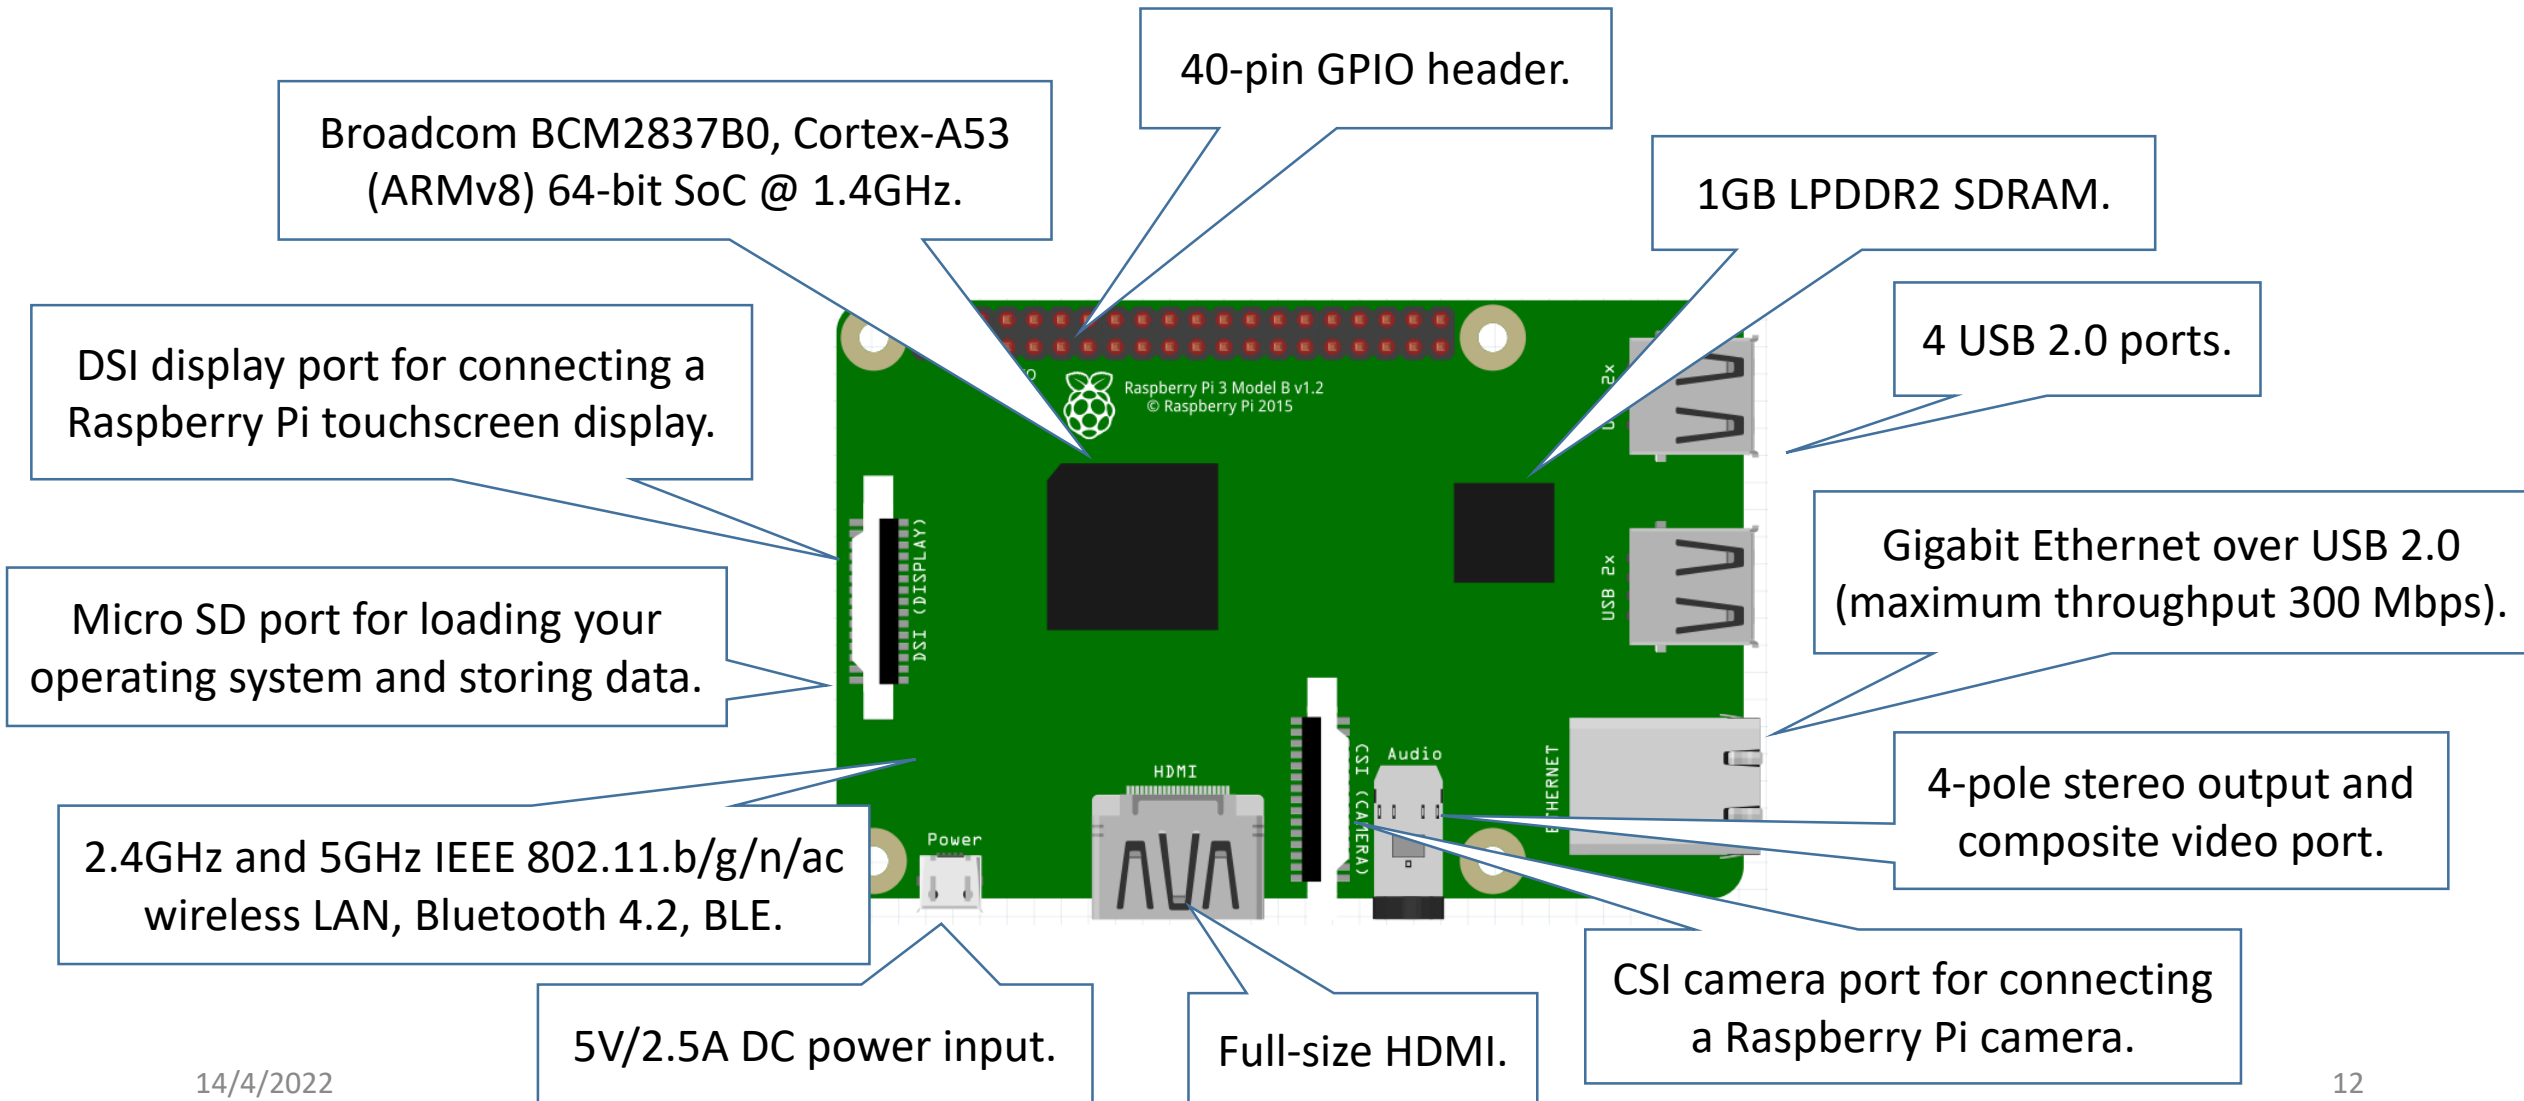 40-pin GPIO header.
Broadcom BCM2837B0, Cortex-A53
(ARMv8) 64-bit SoC @ 1.4GHz.
1GB LPDDR2 SDRAM.
DSI display port for connecting a
Raspberry Pi touchscreen display.
4 USB 2.0 ports.
Raspberry Pi 3 Model B v1.2
© Raspberry Pi 2015
2x
DSI (DISPLAY)
USB 2x
Gigabit Ethernet over USB 2.0
(maximum throughput 300 Mbps).
Micro SD port for loading your
operating system and storing data.
HDMI
CSI (CAMERA)
Audio
ETHERNET
4-pole stereo output and
composite video port.
Power
2.4GHz and 5GHz IEEE 802.11.b/g/n/ac
wireless LAN, Bluetooth 4.2, BLE.
CSI camera port for connecting
a Raspberry Pi camera.
5V/2.5A DC power input.
Full-size HDMI.
14/4/2022
12